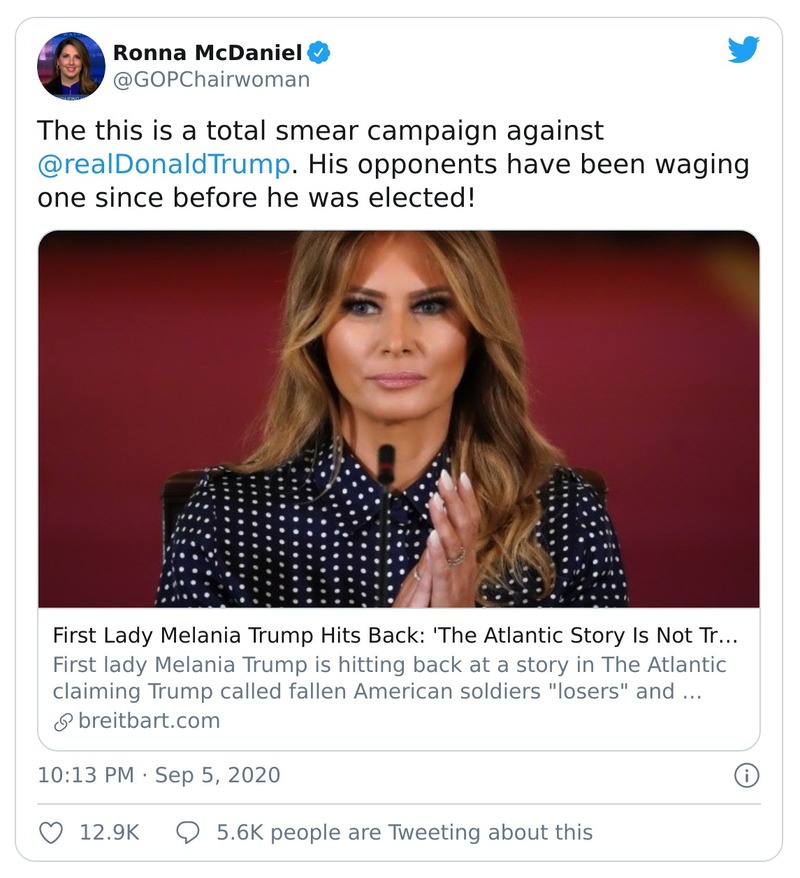 Ronna McDaniel
@GOPChairwoman
The this is a total smear campaign against
@realDonaldTrump. His opponents have been waging
one since before he was elected!
First Lady Melania Trump Hits Back: 'The Atlantic Story Is Not Tr...
First lady Melania Trump is hitting back at a story in The Atlantic
claiming Trump called fallen American soldiers "losers" and ...
breitbart.com
10:13 PM · Sep 5, 2020
12.9K 5.6K people are Tweeting about this